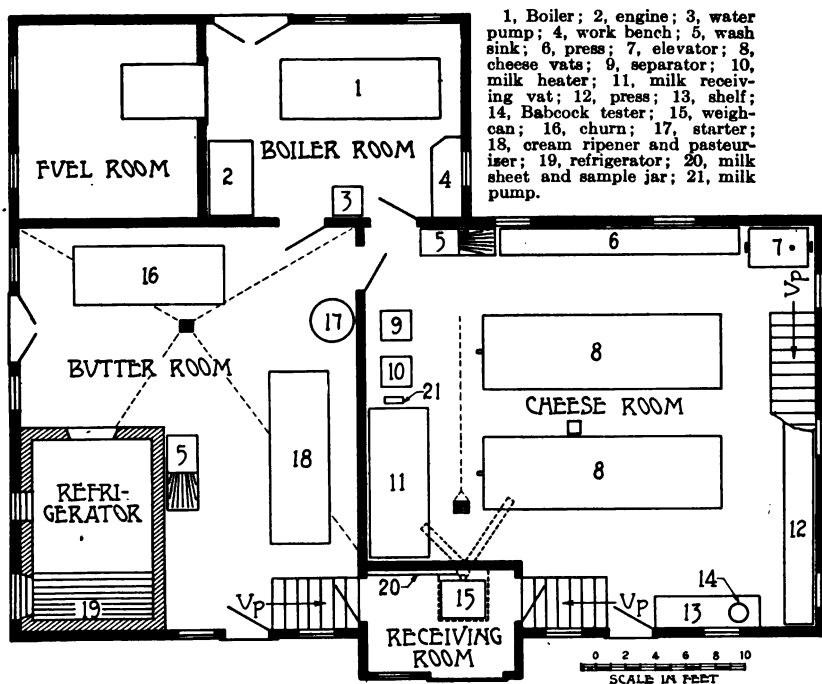 1, Boiler; 2, engine; 3, water
pump; 4, work bench; 5, wash
sink; 6, press; 7, elevator; 8,
cheese vats; 9, separator; 10,
milk heater; 11, milk receiv-
ing vat; 12, press; 13, shelf;
14, Babcock tester; 15, weigh-
can; 16, churn; 17, starter;
18, cream ripener and pasteur-
iser; 19, refrigerator; 20, milk
sheet and sample jar; 21, milk
pump.
1
FUEL ROOM
BOILER ROOM
2
4
3
5
6
7
16
Up
17
9
8
BUTTER ROOM
10
21
CHEESE ROOM
5
18
11
8
REFRI-
GERATOR
12
19
Up
20
15
Up
14
13
RECEIVING
ROOM
0 2 4 6 8 10
SCALE IN FEET